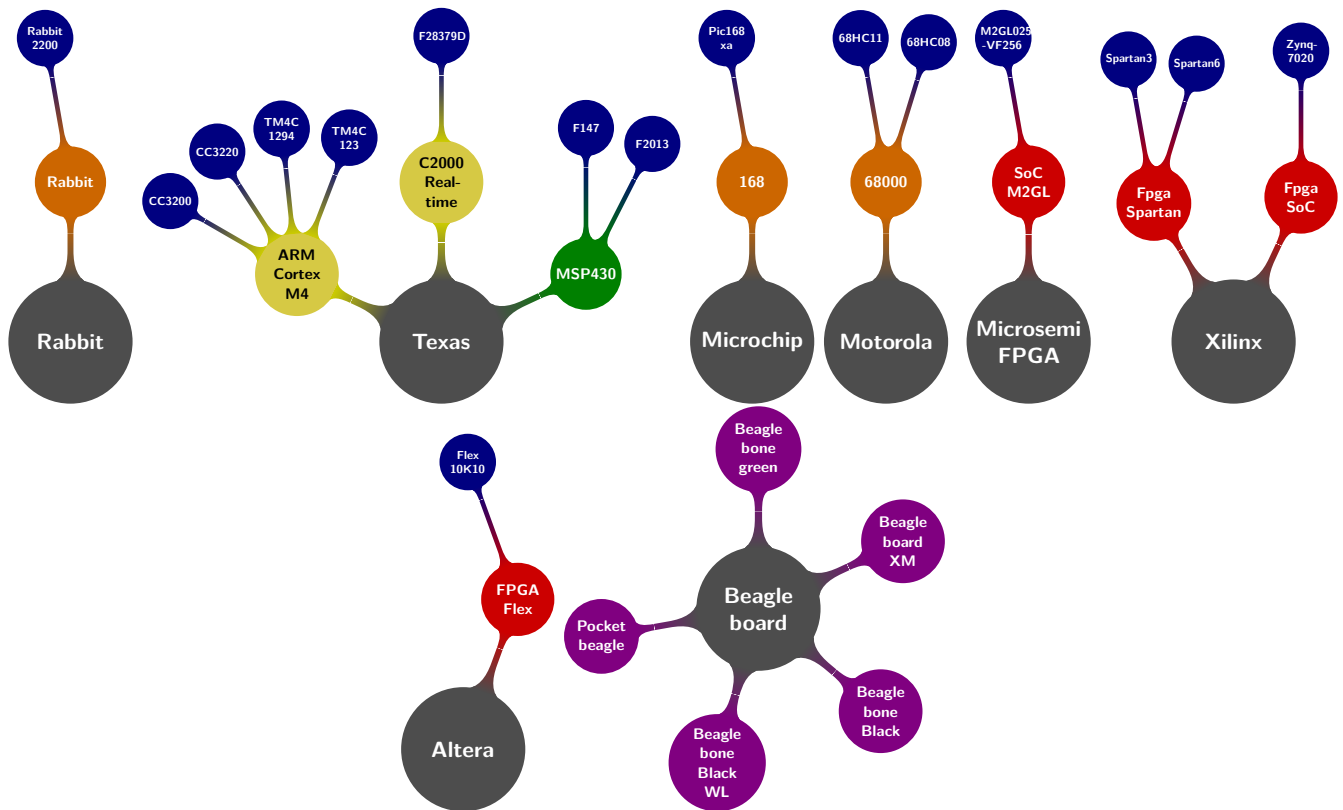 Rabbit
2200
Rabbit
Rabbit
CC3200
CC3220
TM4C
1294
TM4C
123
ARM
Cortex
M4
F28379D
C2000
Real-
time
F147
F2013
MSP430
Texas
Pic168
xa
168
Microchip
68HC11
68HC08
68000
Motorola
M2GL025
-VF256
SoC
M2GL
Microsemi
FPGA
Spartan3
Spartan6
Fpga
Spartan
Zynq-
7020
Fpga
SoC
Xilinx
Flex
10K10
FPGA
Flex
Altera
Beagle
bone
green
Beagle
board
XM
Beagle
board
Pocket
beagle
Beagle
bone
Black
Beagle
bone
Black
WL